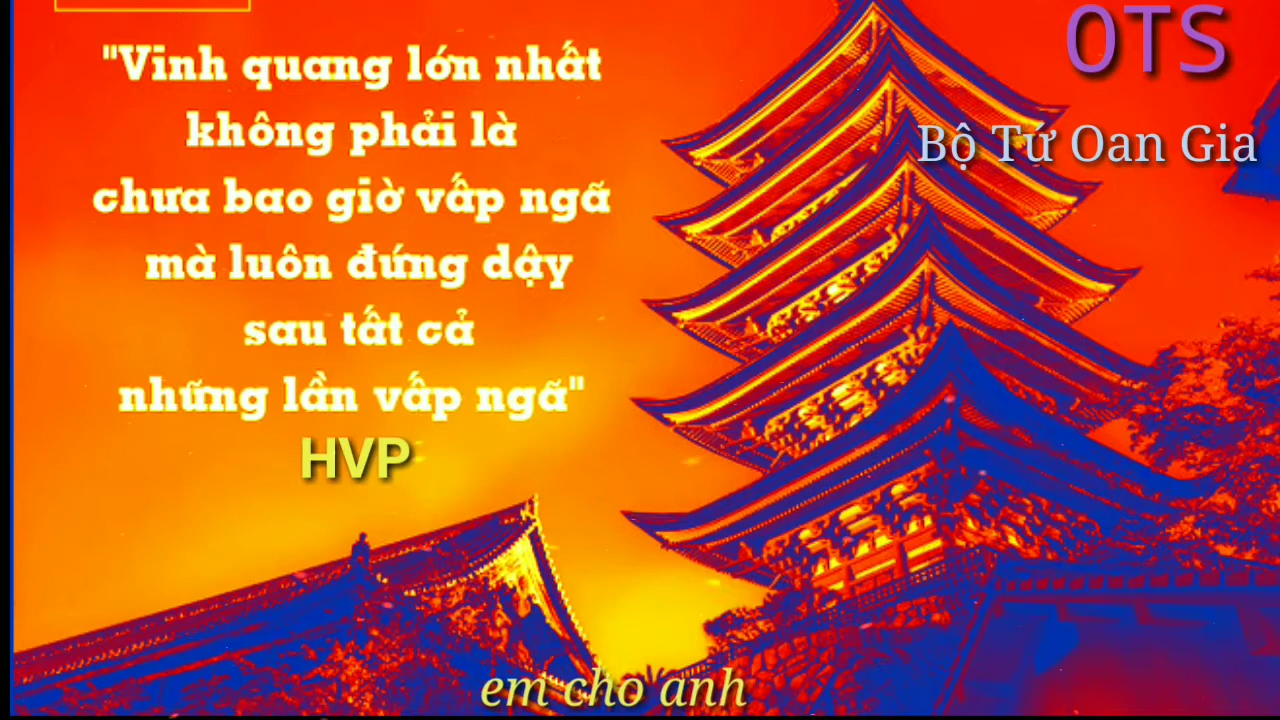 OTS
Bộ Tứ Oan Gia
"Vinh quang lớn nhất
không phải là
chưa bao giờ vấp ngã
mà luôn đứng dậy
sau tất cả
những lần vấp ngã"
HVP
em cho anh